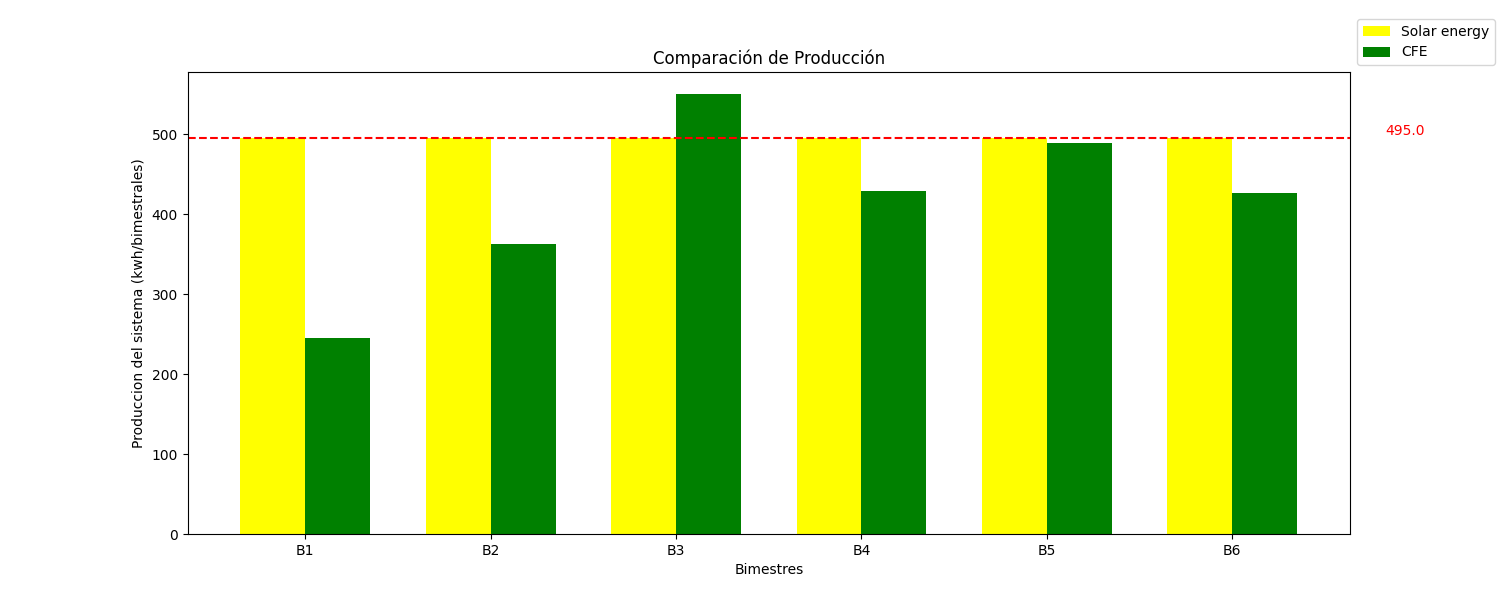 Solar energy
CFE
Comparación de Producción
495.0
Produccion del sistema (kwh/bimestrales)
500
400
300
200
100
0
B1 B2 B3 B4 B5 B6
Bimestres